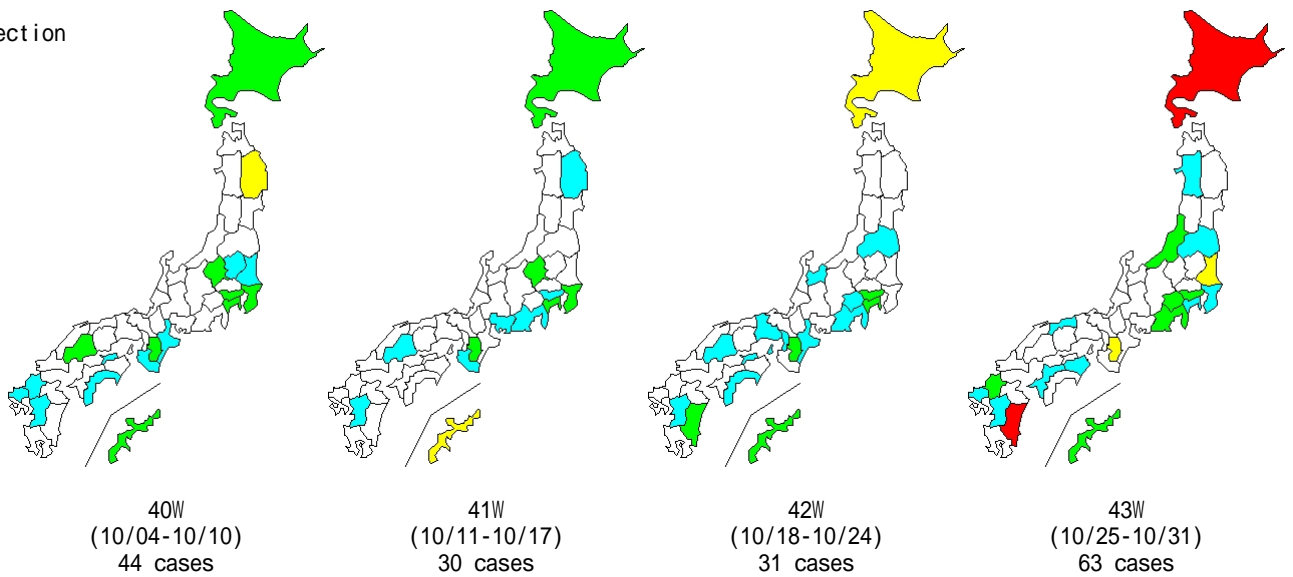 ection
40W
(10/04-10/10)
44 cases
41W
(10/11-10/17)
30 cases
42W
(10/18-10/24)
31 cases
43W
(10/25-10/31)
63 cases